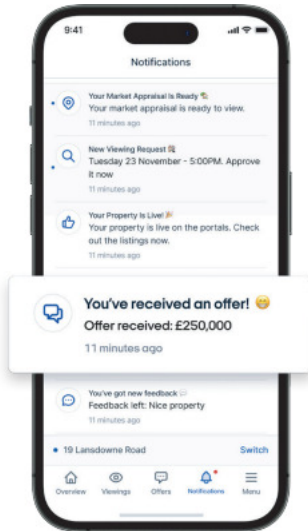 9:41
Notifications
Your Market Appraisal Is Ready
Your market appraisal is ready to view.
11 minutes ago
New Viewing Request
Tuesday 23 November - 5:00PM. Approve
it now
11 minutes ago
Your Property Is Live!
Your property is live on the portals. Check
out the listings now.
11 minutes ago
You've received an offer! 😁
Offer received: £250,000
11 minutes ago
You've got new feedback
Feedback left: Nice property
11 minutes ago
19 Lansdowne Road Switch
Overview Viewings Offers Notifications Menu